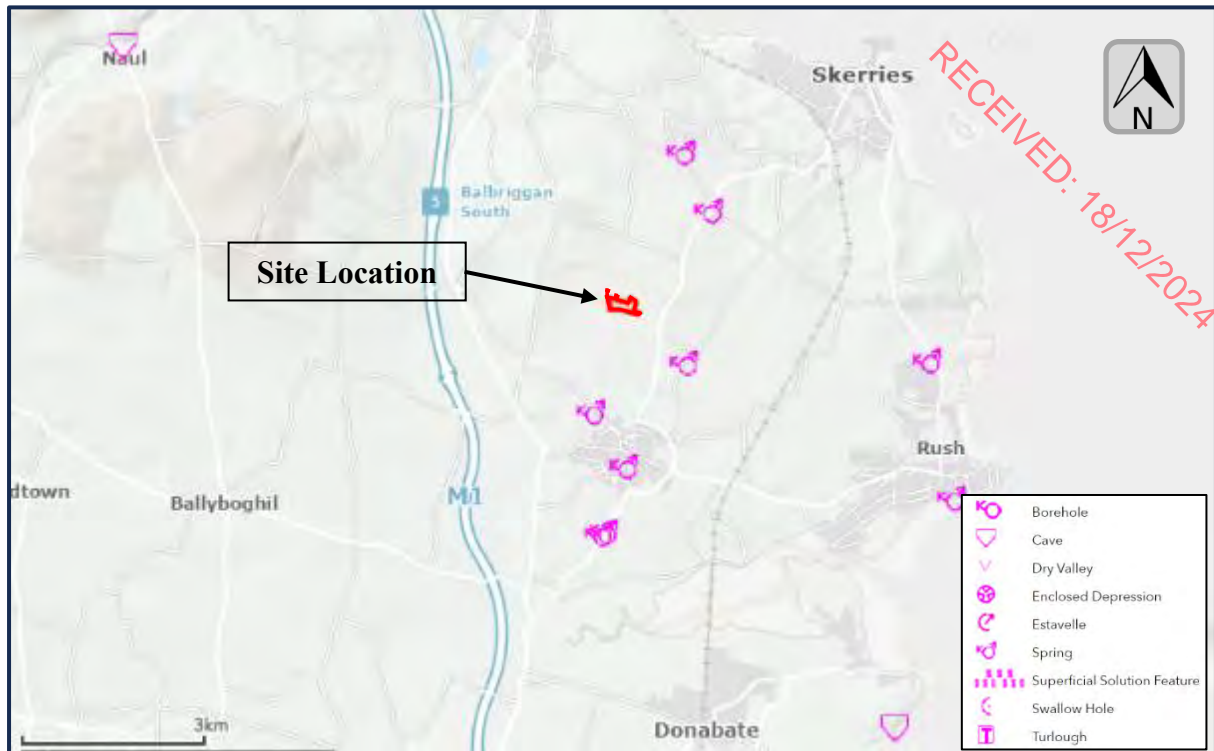 Naul
Skerries
N
RECEIVED: 18/12/2024
5
Balbriggan
South
Site Location
Rush
dtown
Ballyboghil
M1
3km
Donabate
Borehole
Cave
Dry Valley
Enclosed Depression
Estavelle
Spring
Superficial Solution Feature
Swallow Hole
Turlough